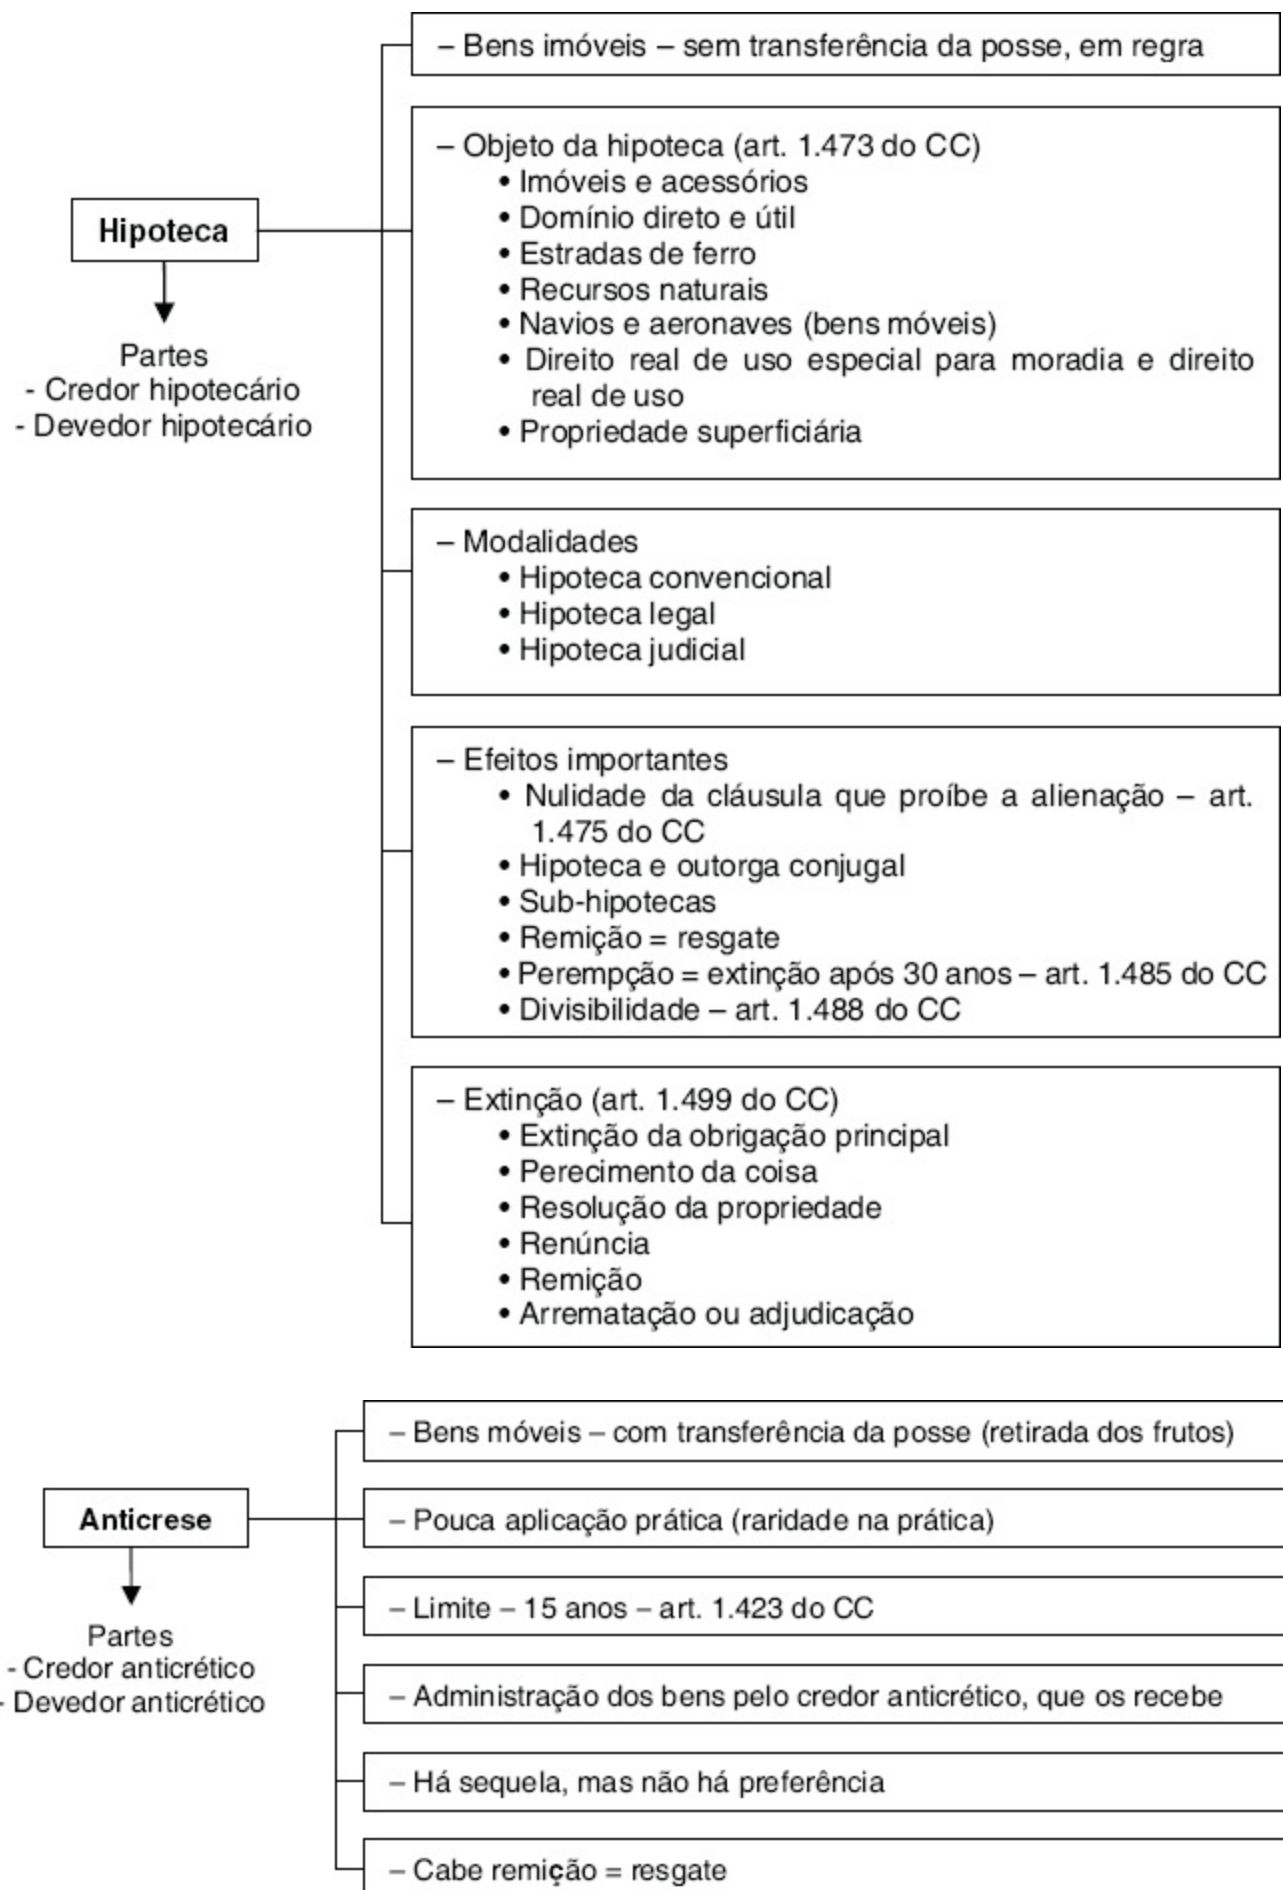 – Bens imóveis – sem transferência da posse, em regra
– Objeto da hipoteca (art. 1.473 do CC)
• Imóveis e acessórios
• Domínio direto e útil
• Estradas de ferro
• Recursos naturais
• Navios e aeronaves (bens móveis)
• Direito real de uso especial para moradia e direito
real de uso
• Propriedade superficiária
Hipoteca
Partes
- Credor hipotecário
- Devedor hipotecário
– Modalidades
• Hipoteca convencional
• Hipoteca legal
• Hipoteca judicial
– Efeitos importantes
• Nulidade da cláusula que proíbe a alienação – art.
1.475 do CC
• Hipoteca e outorga conjugal
• Sub-hipotecas
• Remição = resgate
• Perempção = extinção após 30 anos – art. 1.485 do CC
• Divisibilidade – art. 1.488 do CC
– Extinção (art. 1.499 do CC)
• Extinção da obrigação principal
• Perecimento da coisa
• Resolução da propriedade
• Renúncia
• Remição
• Arrematação ou adjudicação
– Bens móveis – com transferência da posse (retirada dos frutos)
Anticrese
Partes
- Credor anticrético
- Devedor anticrético
– Pouca aplicação prática (raridade na prática)
– Limite – 15 anos – art. 1.423 do CC
– Administração dos bens pelo credor anticrético, que os recebe
– Há sequela, mas não há preferência
– Cabe remição = resgate